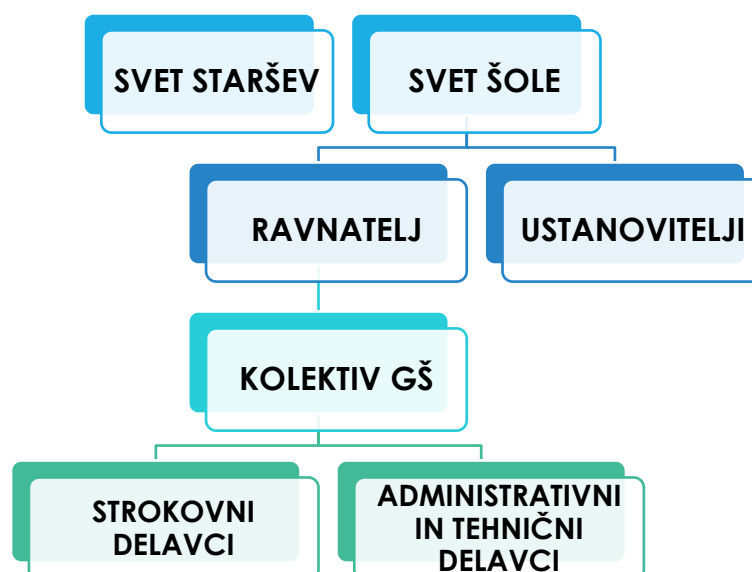 SVET STARŠEV
SVET ŠOLE
RAVNATELJ
USTANOVITELJI
KOLEKTIV GŠ
STROKOVNI
DELAVCI
ADMINISTRATIVNI
IN TEHNIČNI
DELAVCI